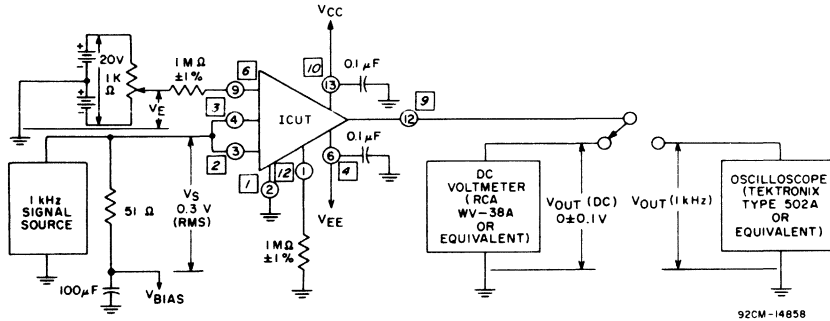 VCC
20V
1K
Ω
1 MΩ
±1%
6
9
10
13
0.1 µF
VE
3
4
ICUT
9
12
2
3
0.1 µF
1
12
1
2
6
4
1 kHz
SIGNAL
SOURCE
51 Ω
VS
0.3 V
(RMS)
1 MΩ
±1%
VEE
100µF
VBIAS
DC
VOLTMETER
(RCA
WV-38A
OR
EQUIVALENT)
VOUT (DC)
0±0.1V
VOUT (1 kHz)
OSCILLOSCOPE
(TEKTRONIX
TYPE 502A
OR
EQUIVALENT)
92CM-14858